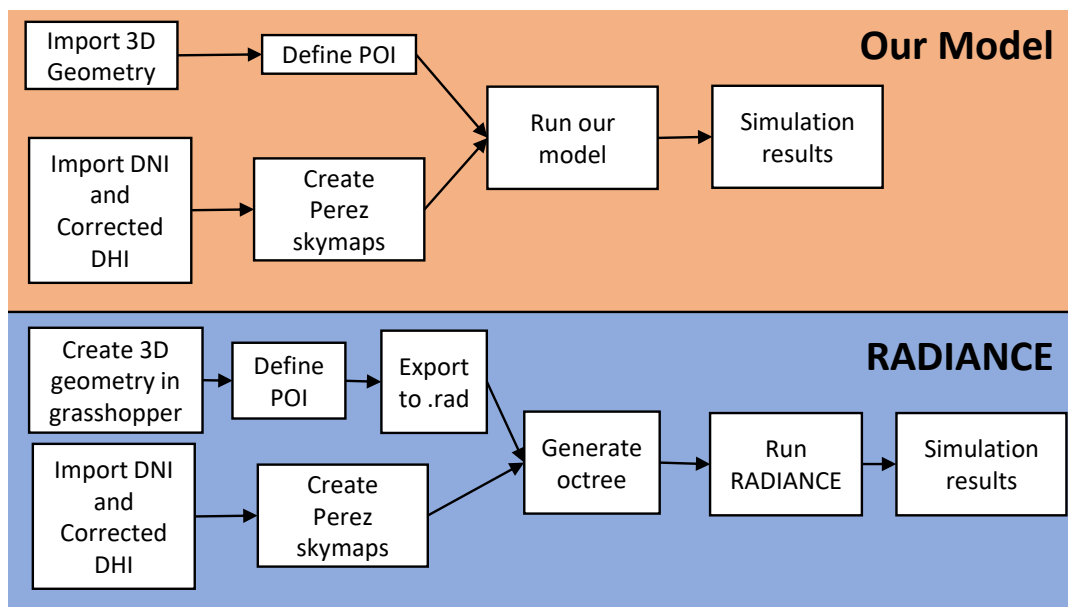 Our Model
Import 3D
Geometry
Define POI
Import DNI
and
Corrected
DHI
Create
Perez
skymaps
Run our
model
Simulation
results
RADIANCE
Create 3D
geometry in
grasshopper
Define
POI
Export
to .rad
Import DNI
and
Corrected
DHI
Create
Perez
skymaps
Generate
octree
Run
RADIANCE
Simulation
results